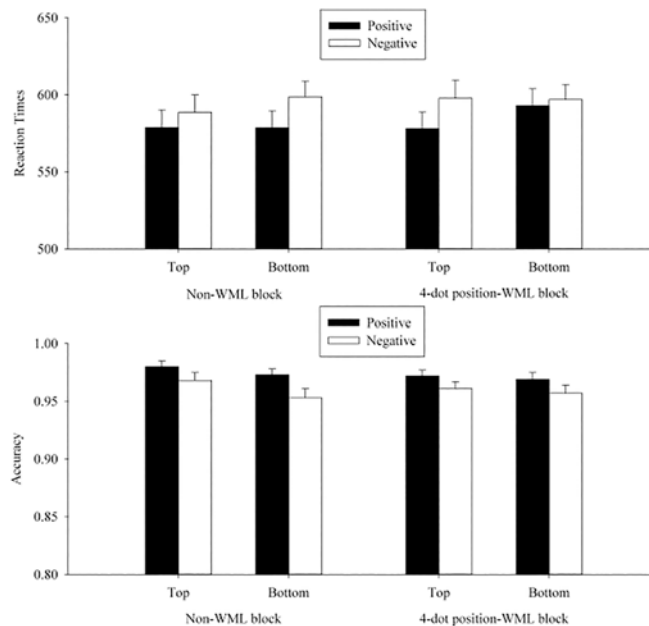 650
Positive
Negative
600
Reaction Times
550
500
Top
Bottom
Top
Bottom
Non-WML block
4-dot position-WML block
Positive
Negative
1.00
0.95
Accuracy
0.90
0.85
0.80
Top
Bottom
Top
Bottom
Non-WML block
4-dot position-WML block